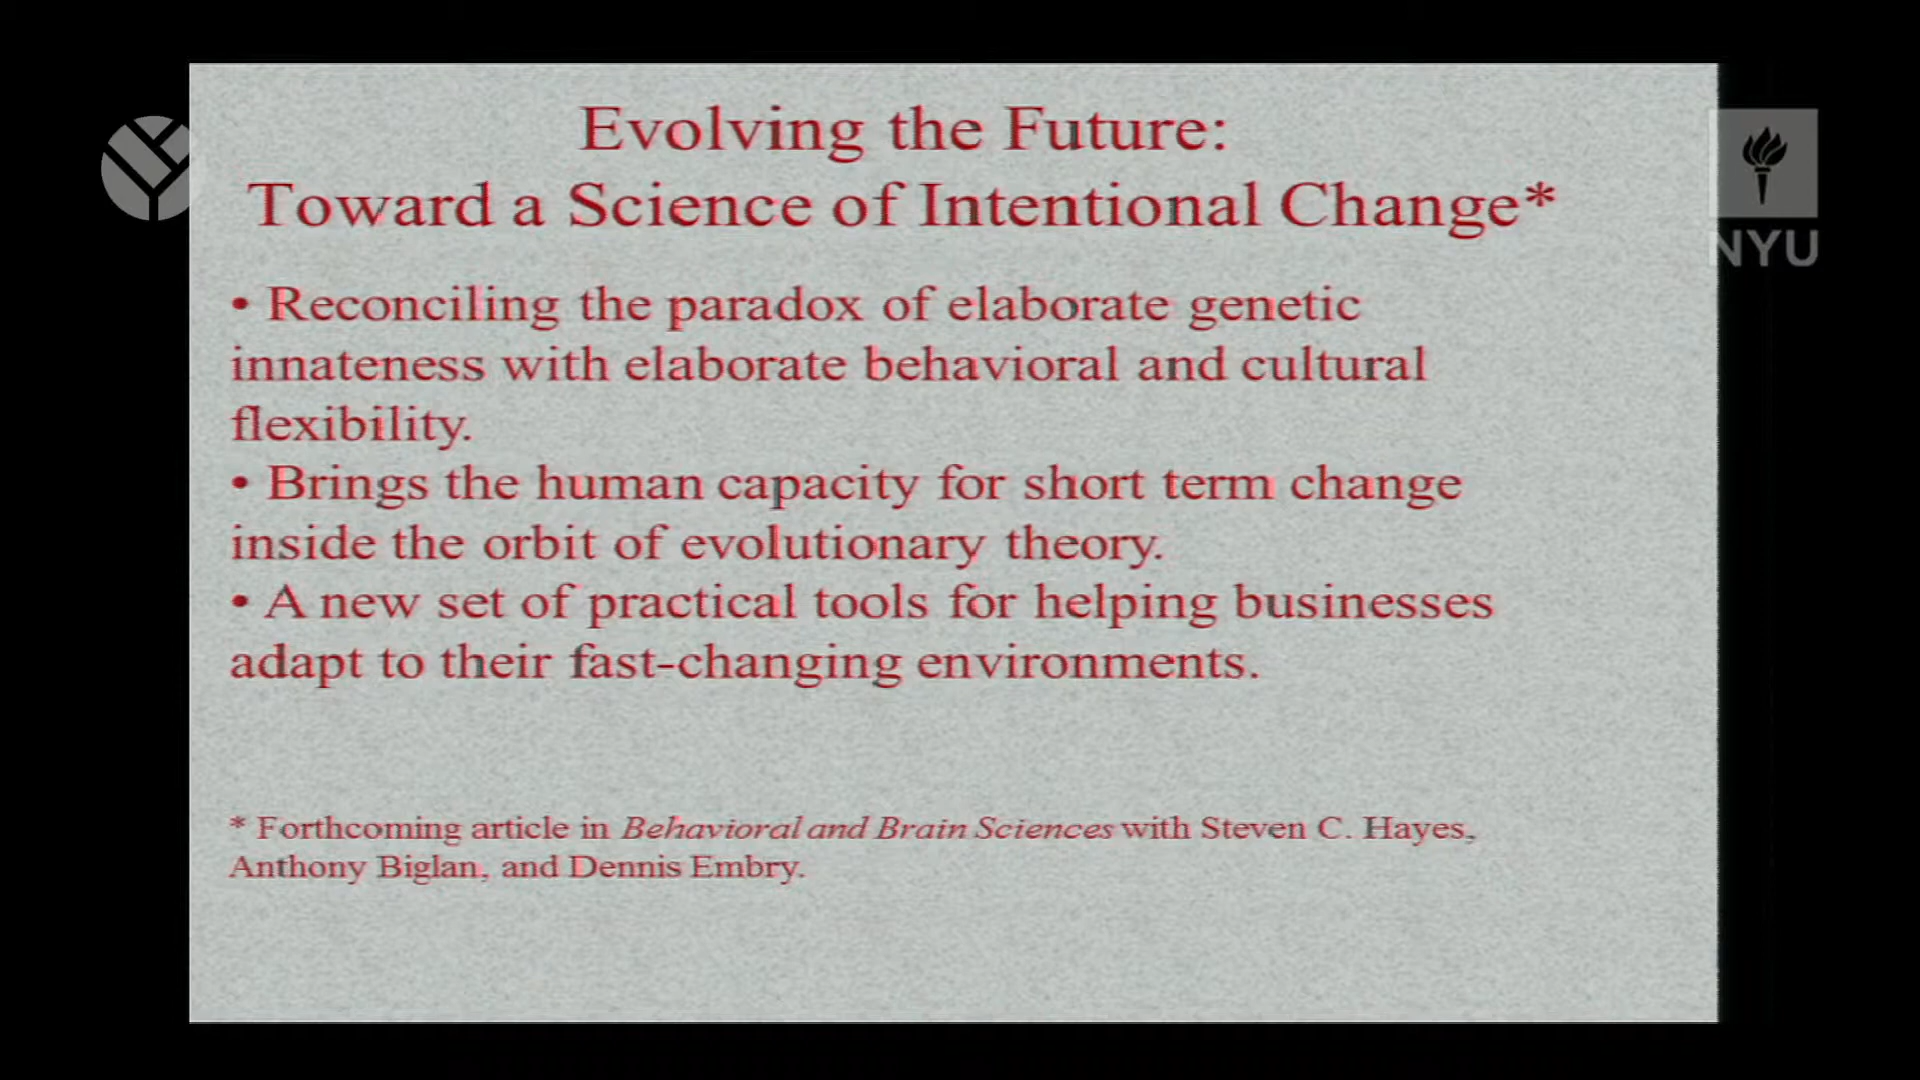 Evolving the Future:
Toward a Science of Intentional Change*
• Reconciling the paradox of elaborate genetic
innateness with elaborate behavioral and cultural
flexibility.
• Brings the human capacity for short term change
inside the orbit of evolutionary theory.
• A new set of practical tools for helping businesses
adapt to their fast-changing environments.
* Forthcoming article in Behavioral and Brain Sciences with Steven C. Hayes,
Anthony Biglan, and Dennis Embry.
NYU